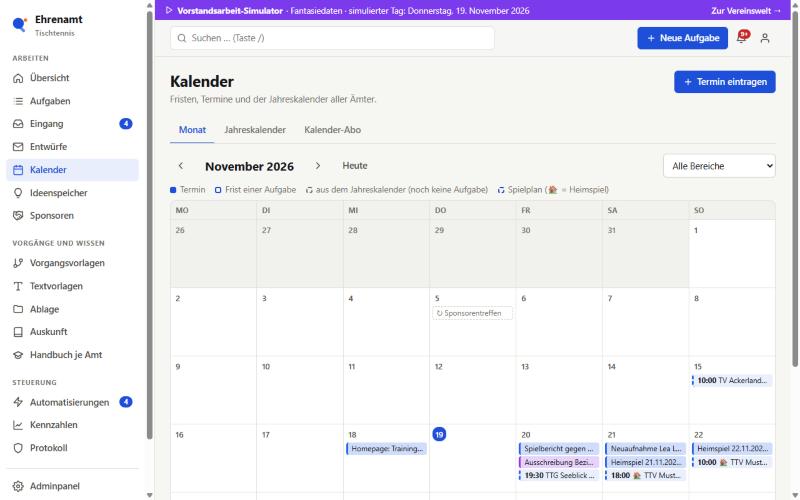 Vorstandsarbeit-Simulator · Fantasiedaten · simulierter Tag: Donnerstag, 19. November 2026
Zur Vereinswelt →
Ehrenamt
Tischtennis
ARBEITEN
Übersicht
Aufgaben
Eingang 4
Entwürfe
Kalender
Ideenspeicher
Sponsoren
VORGÄNGE UND WISSEN
Vorgangsvorlagen
Textvorlagen
Ablage
Auskunft
Handbuch je Amt
STEUERUNG
Automatisierungen 4
Kennzahlen
Protokoll
Adminpanel
Suchen ... (Taste /)
+ Neue Aufgabe
9+
Kalender
Fristen, Termine und der Jahreskalender aller Ämter.
+ Termin eintragen
Monat Jahreskalender Kalender-Abo
November 2026
Heute
Alle Bereiche
Termin Frist einer Aufgabe aus dem Jahreskalender (noch keine Aufgabe) Spielplan (🏠 = Heimspiel)
MO DI MI DO FR SA SO
26 27 28 29 30 31 1
2 3 4 5 6 7 8
↻ Sponsorentreffen
9 10 11 12 13 14 15
10:00 TV Ackerland...
16 17 18 19 20 21 22
Homepage: Training... Spielbericht gegen ... Neuaufnahme Lea L... Heimspiel 22.11.202...
Ausschreibung Bezi... Heimspiel 21.11.202... 10:00 🏠 TTV Must...
19:30 TTG Seeblick ... 18:00 🏠 TTV Must...